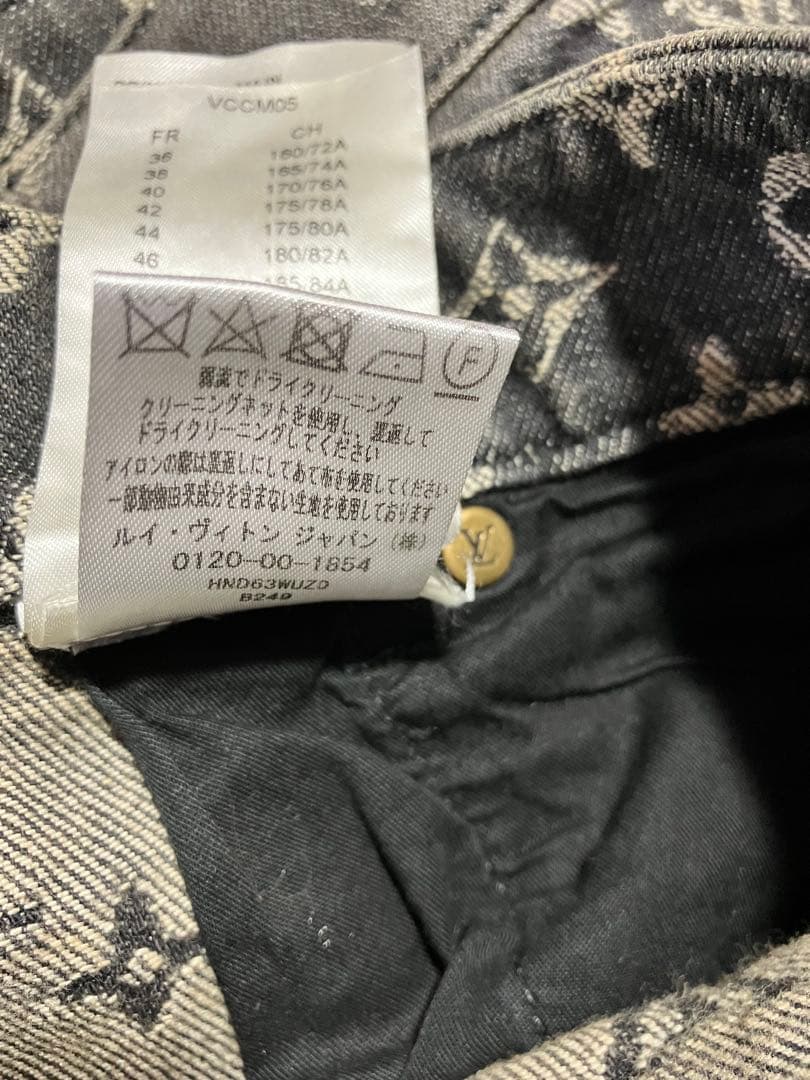 VCCM05
FR CH
36 160/72A
38 165/74A
40 170/76A
42 175/78A
44 175/80A
46 180/82A
185/84A
F
弱流でドライクリーニング
クリーニングネットを使用し、裏返して
ドライクリーニングしてください
アイロンの際は裏返しにしてあて布を使用してください
一部動物由来成分を含まない生地を使用しております
ルイ・ヴィトン ジャパン (株)
0120-00-1854
HND63WUZO
B249
LV